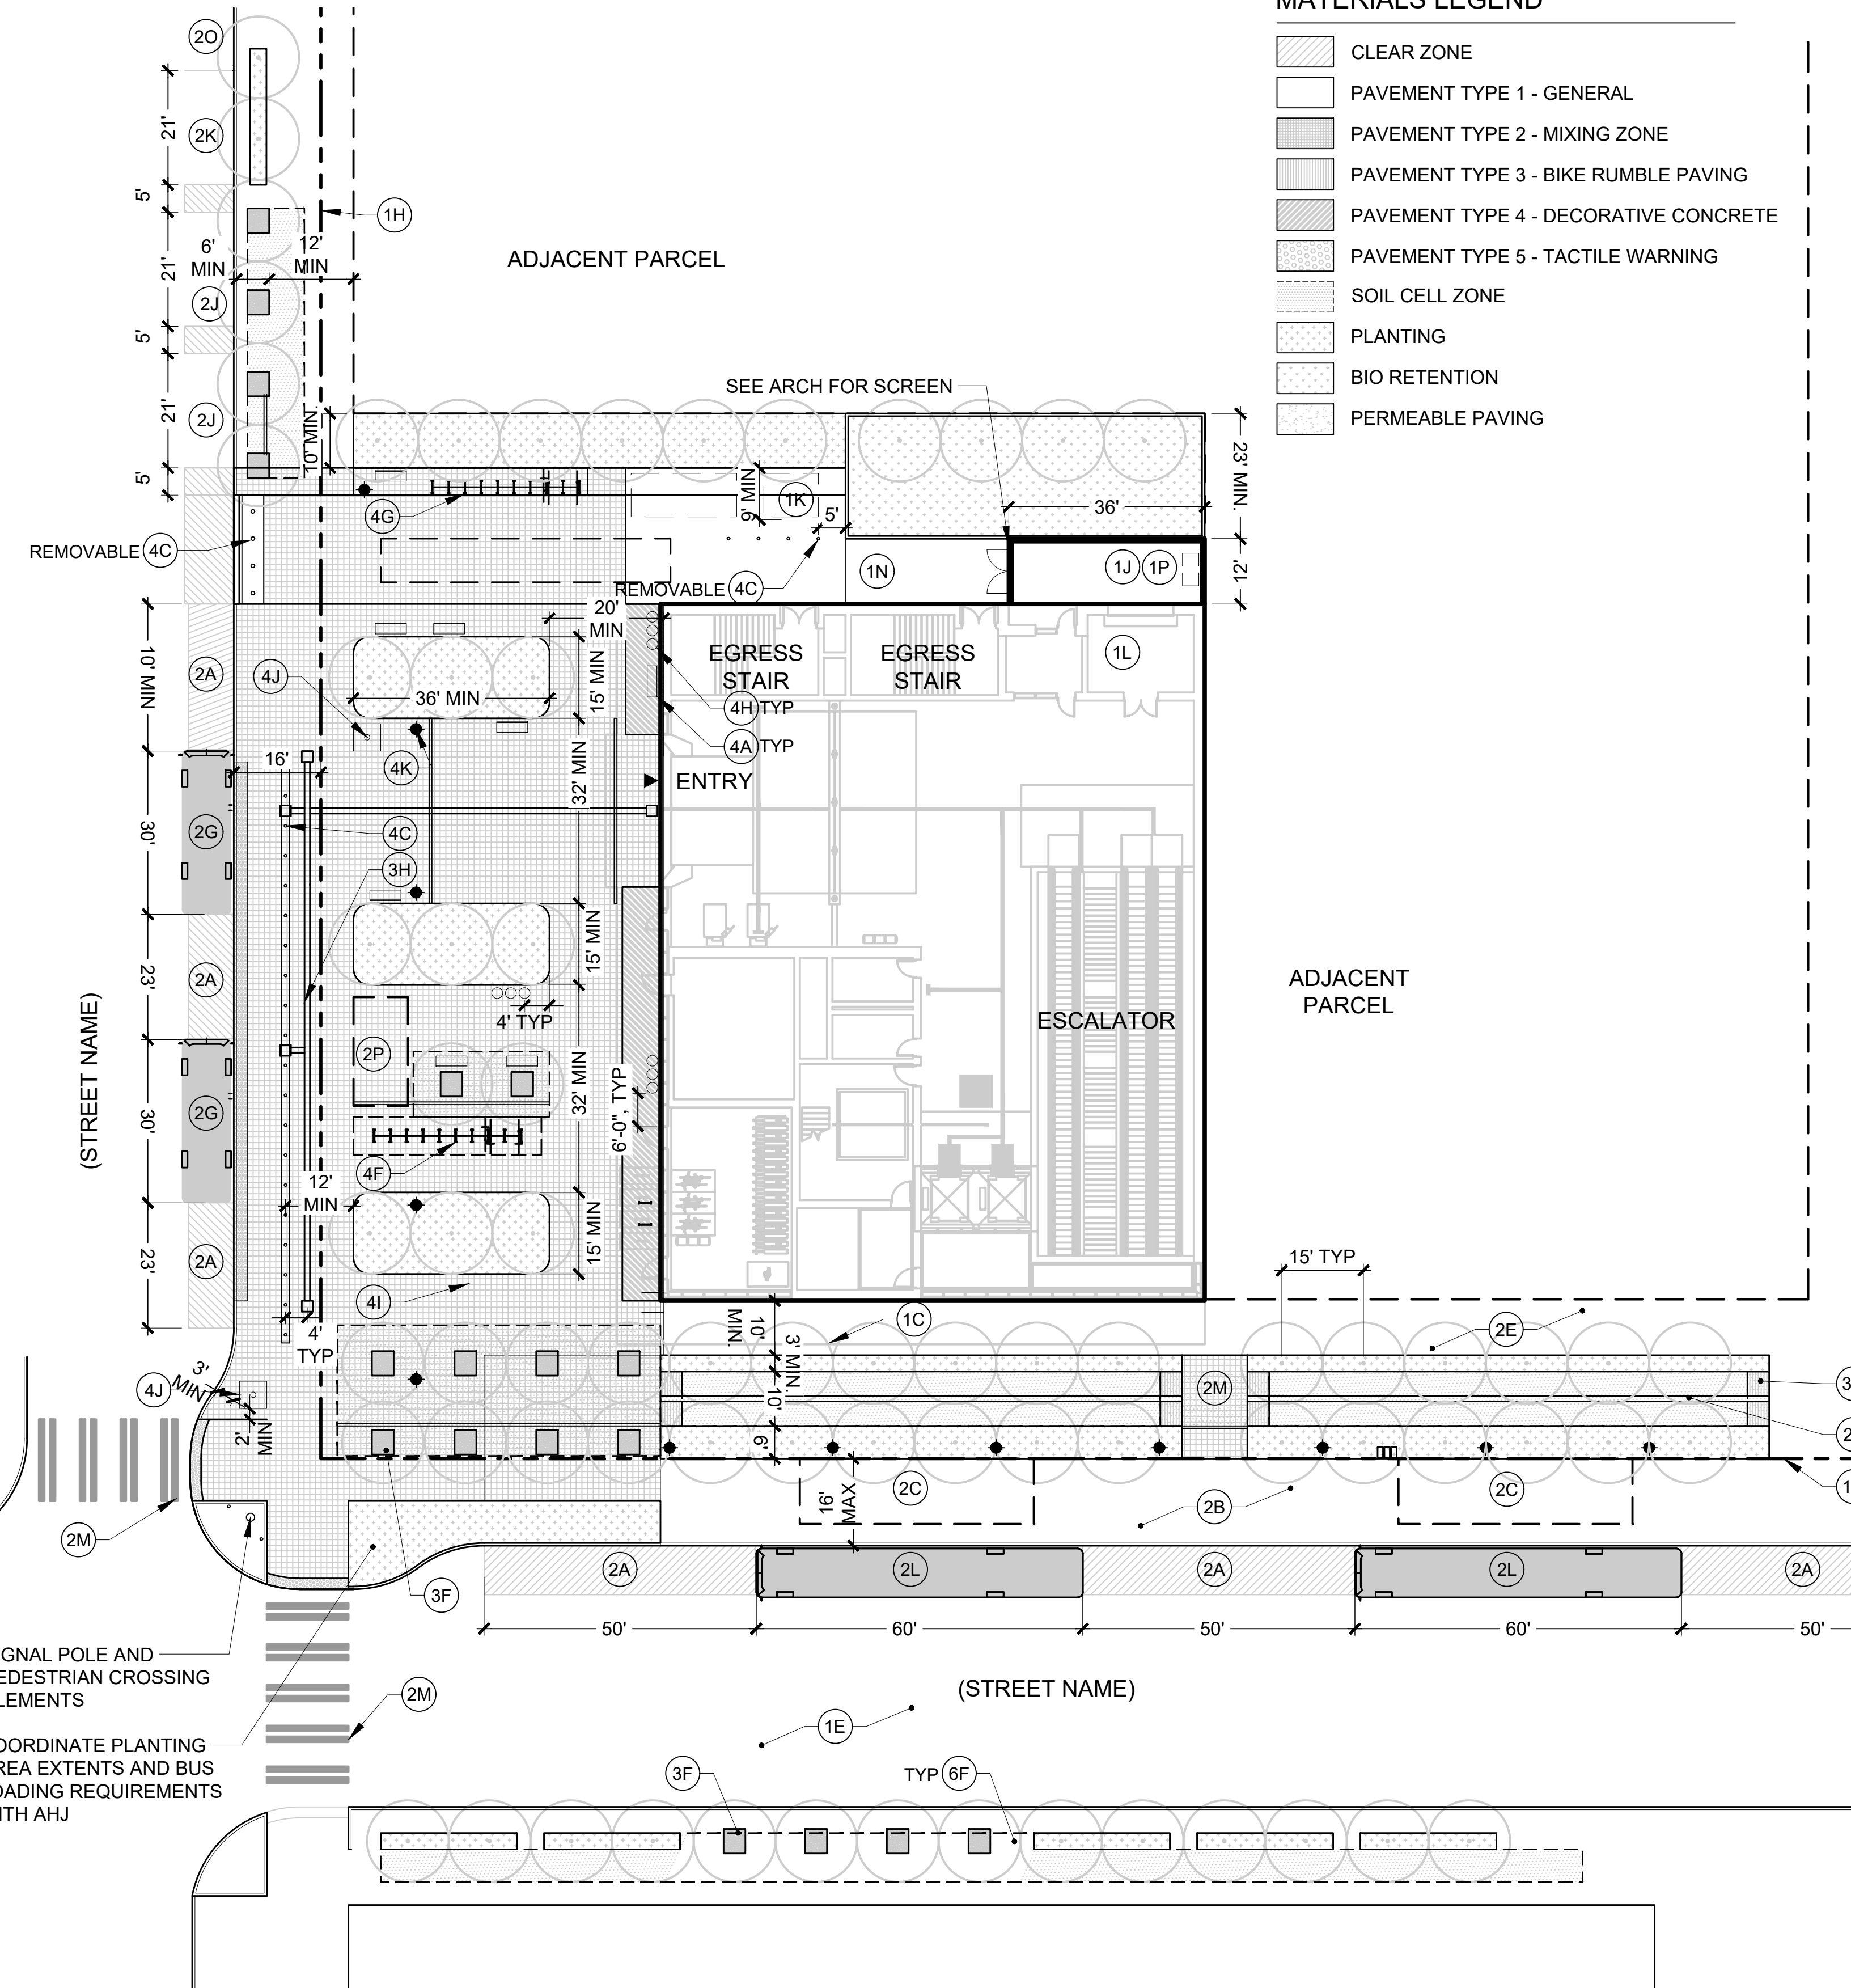 MATERIALS LEGEND
CLEAR ZONE
PAVEMENT TYPE 1 - GENERAL
PAVEMENT TYPE 2 - MIXING ZONE
PAVEMENT TYPE 3 - BIKE RUMBLE PAVING
PAVEMENT TYPE 4 - DECORATIVE CONCRETE
PAVEMENT TYPE 5 - TACTILE WARNING
SOIL CELL ZONE
PLANTING
BIO RETENTION
PERMEABLE PAVING
2O
21'
2K
5'
1H
6'
MIN
12'
MIN
21'
2J
5'
21'
2J
5'
10' MIN.
ADJACENT PARCEL
SEE ARCH FOR SCREEN
4G
9' MIN
1K
5'
36'
23' MIN.
12'
REMOVABLE 4C
REMOVABLE 4C
1N
1J
1P
20'
MIN
EGRESS
STAIR
EGRESS
STAIR
1L
10' MIN
2A
4J
36' MIN
15' MIN
4H TYP
4A TYP
16'
4K
32' MIN
ENTRY
30'
2G
4C
3H
23'
2A
15' MIN
4' TYP
(STREET NAME)
2P
32' MIN
6'-0", TYP
ESCALATOR
ADJACENT
PARCEL
30'
2G
4F
12'
MIN
15' MIN
23'
2A
4I
4'
TYP
10'
MIN.
3' MIN.
10'
6'
1C
15' TYP
2E
3'
MIN
4J
2'
MIN
2M
3
2
1
2C
16'
MAX
2B
2C
2M
3F
2A
2L
2A
2L
2A
50'
60'
50'
60'
50'
IGNAL POLE AND
EDESTRIAN CROSSING
LEMENTS
2M
OORDINATE PLANTING
REA EXTENTS AND BUS
OADING REQUIREMENTS
ITH AHJ
(STREET NAME)
1E
3F
TYP 6F